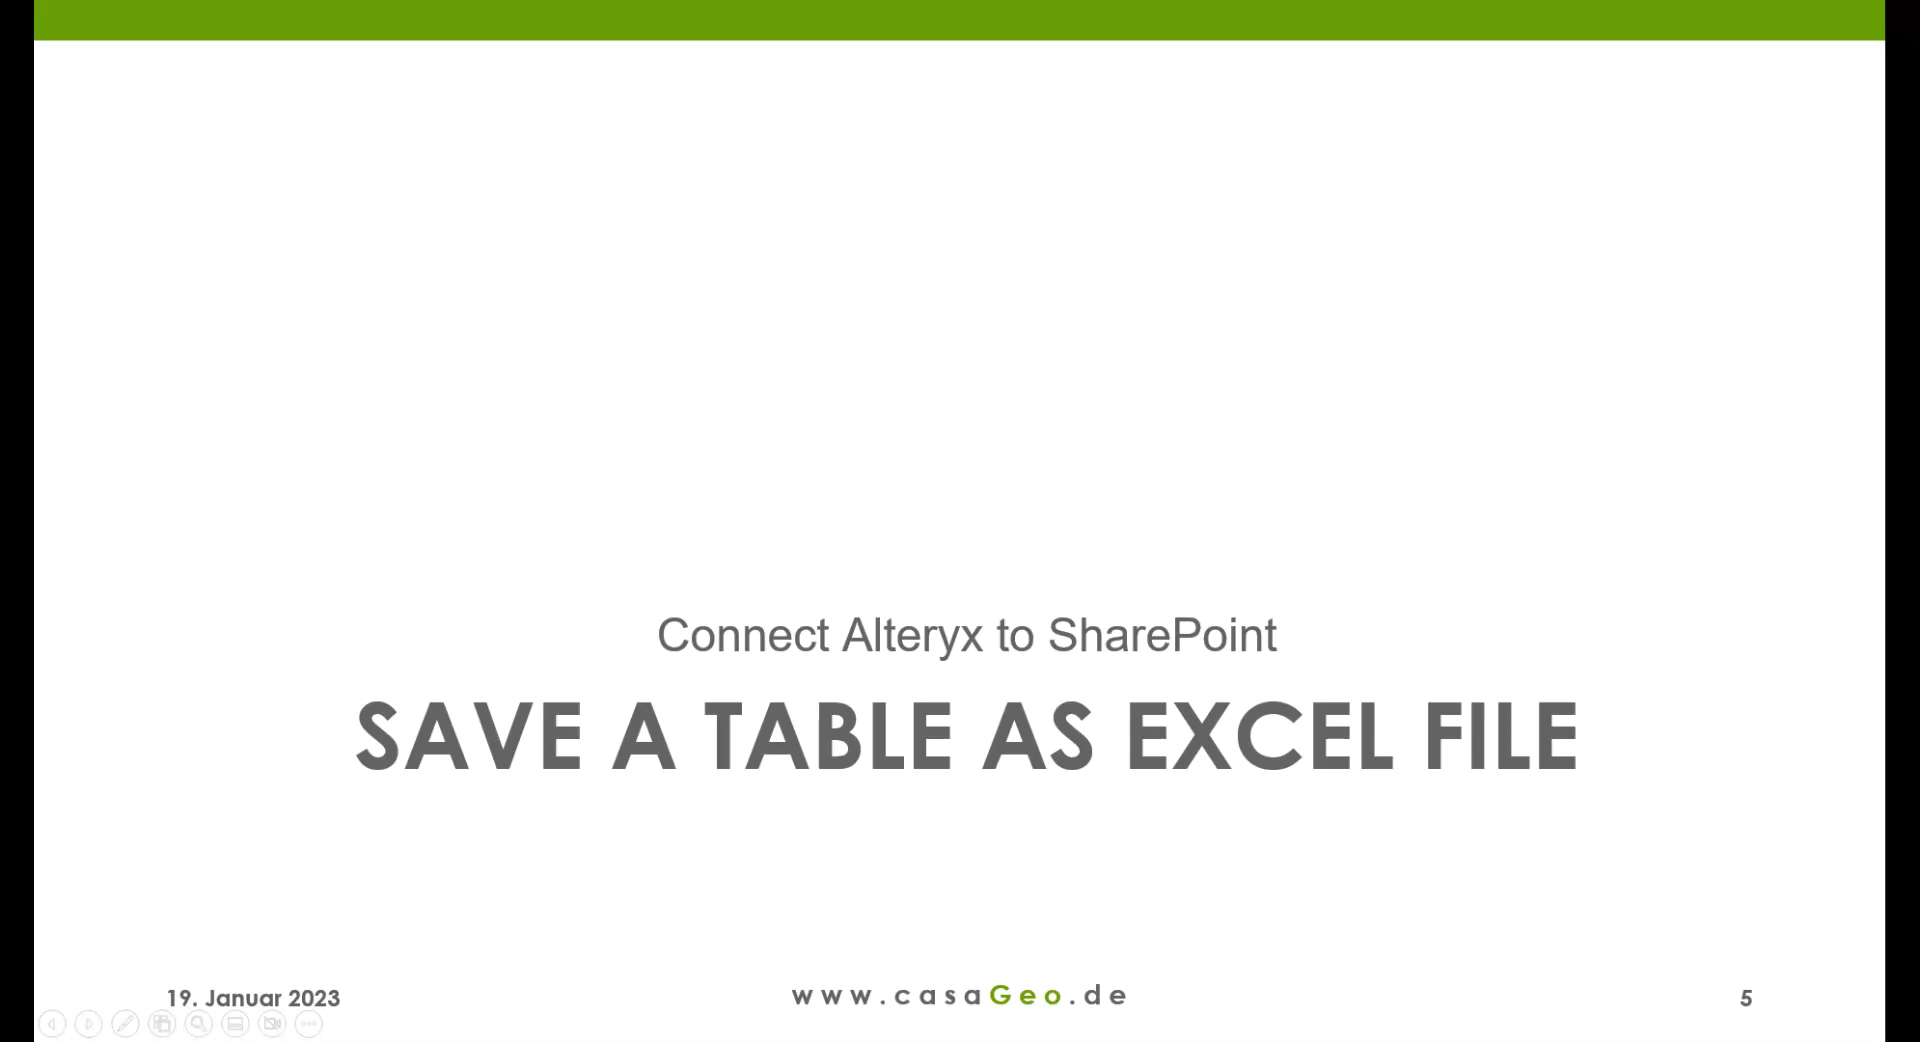 Connect Alteryx to SharePoint
SAVE A TABLE AS EXCEL FILE
19. Januar 2023
www.casaGeo.de
5